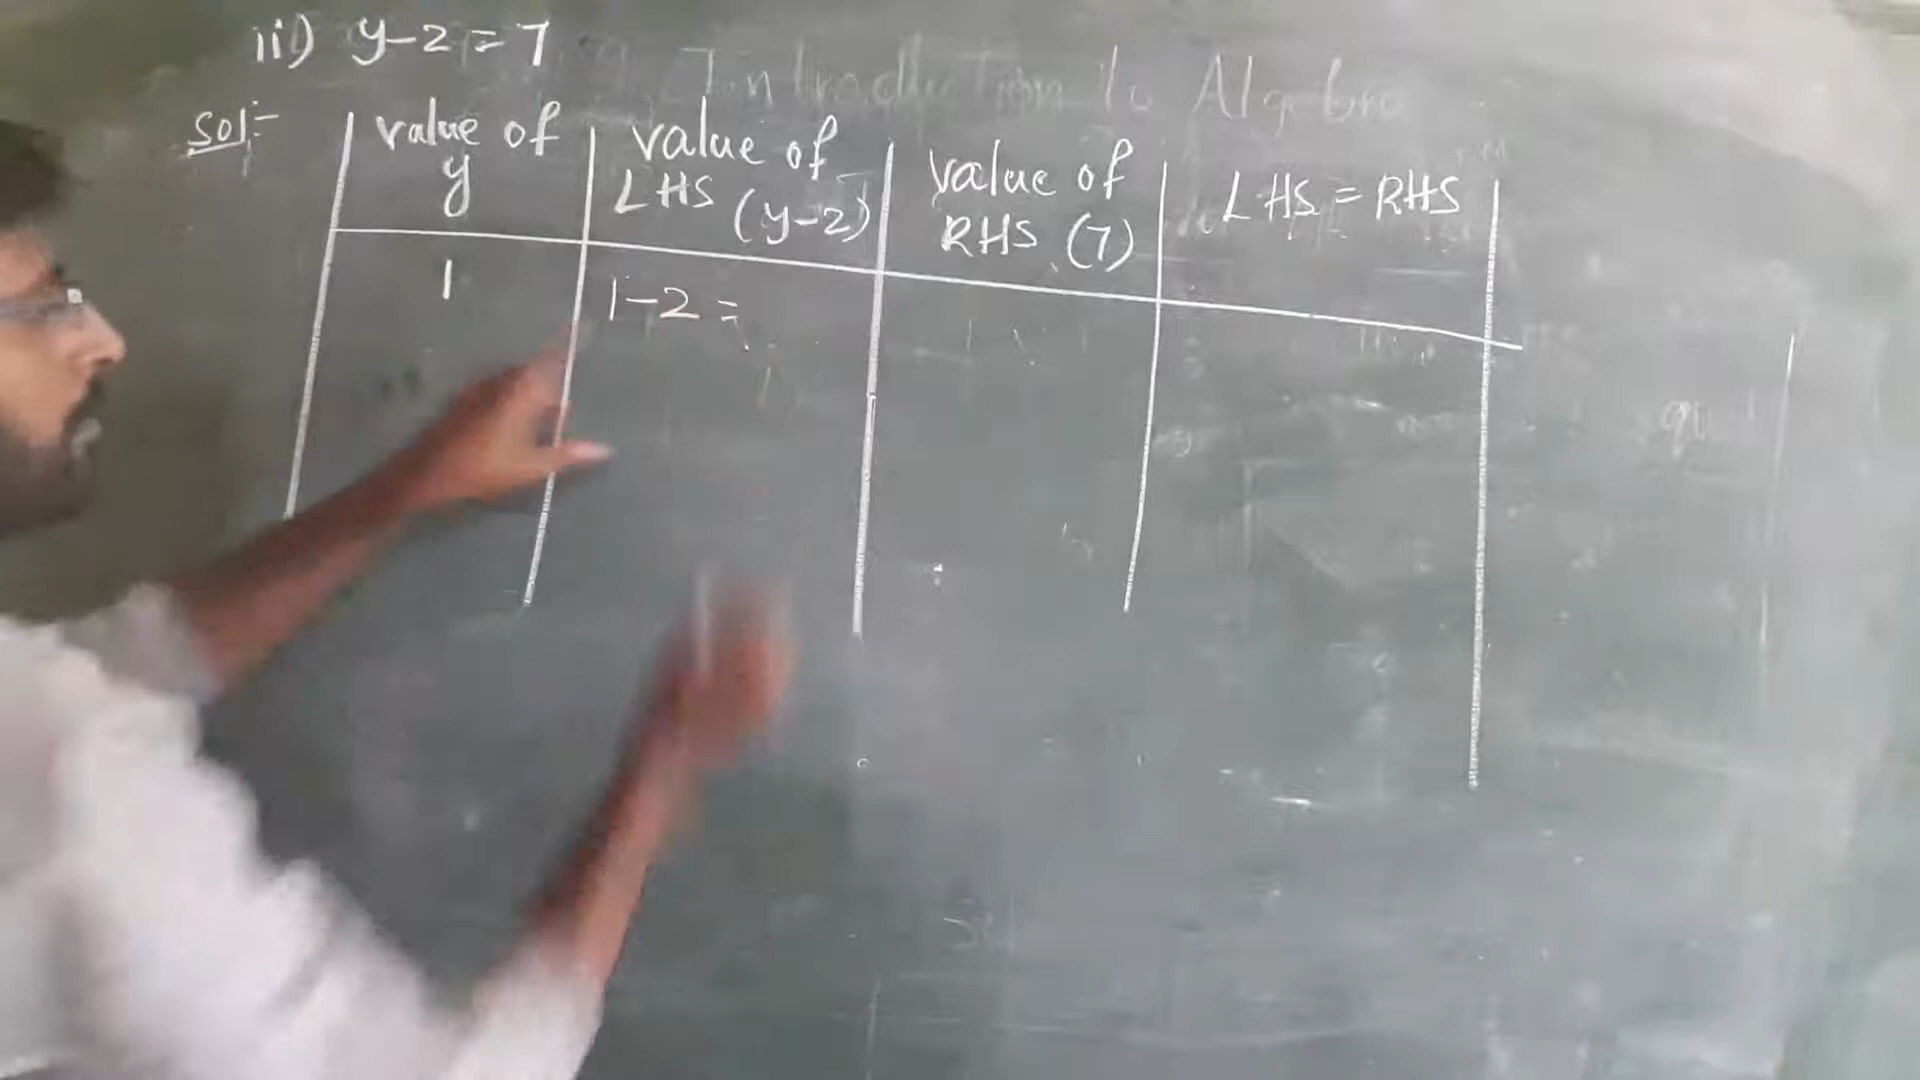 ii) y-2=7
Introduction to Algebra
Sol:-
value of
y
value of
LHS (y-2)
value of
RHS (7)
LHS = RHS
1
1-2=